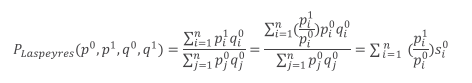 P_{Laspeyres}(p^0, p^1, q^0, q^1) = \frac{\sum_{i=1}^{n} p_i^1 q_i^0}{\sum_{j=1}^{n} p_j^0 q_j^0} = \frac{\sum_{i=1}^{n} (\frac{p_i^1}{p_i^0}) p_i^0 q_i^0}{\sum_{j=1}^{n} p_j^0 q_j^0} = \sum_{i=1}^{n} (\frac{p_i^1}{p_i^0}) s_i^0